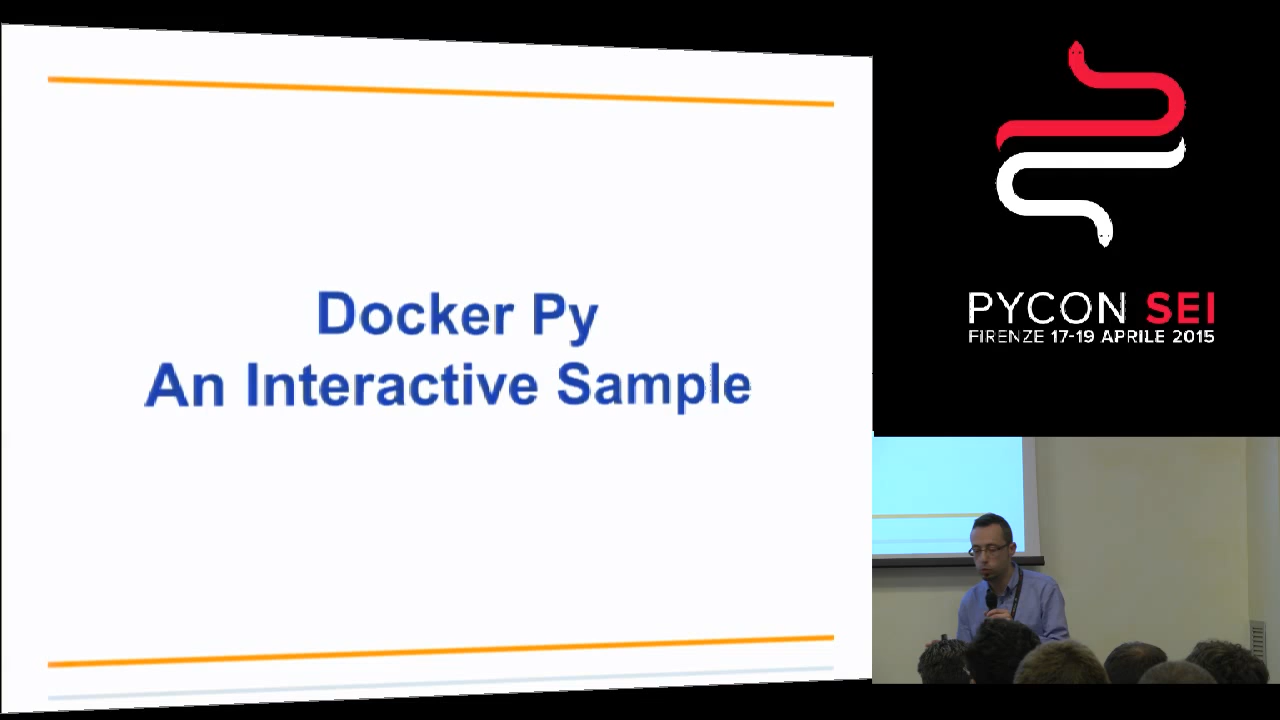 Docker Py
An Interactive Sample
PYCON SEI
FIRENZE 17-19 APRILE 2015